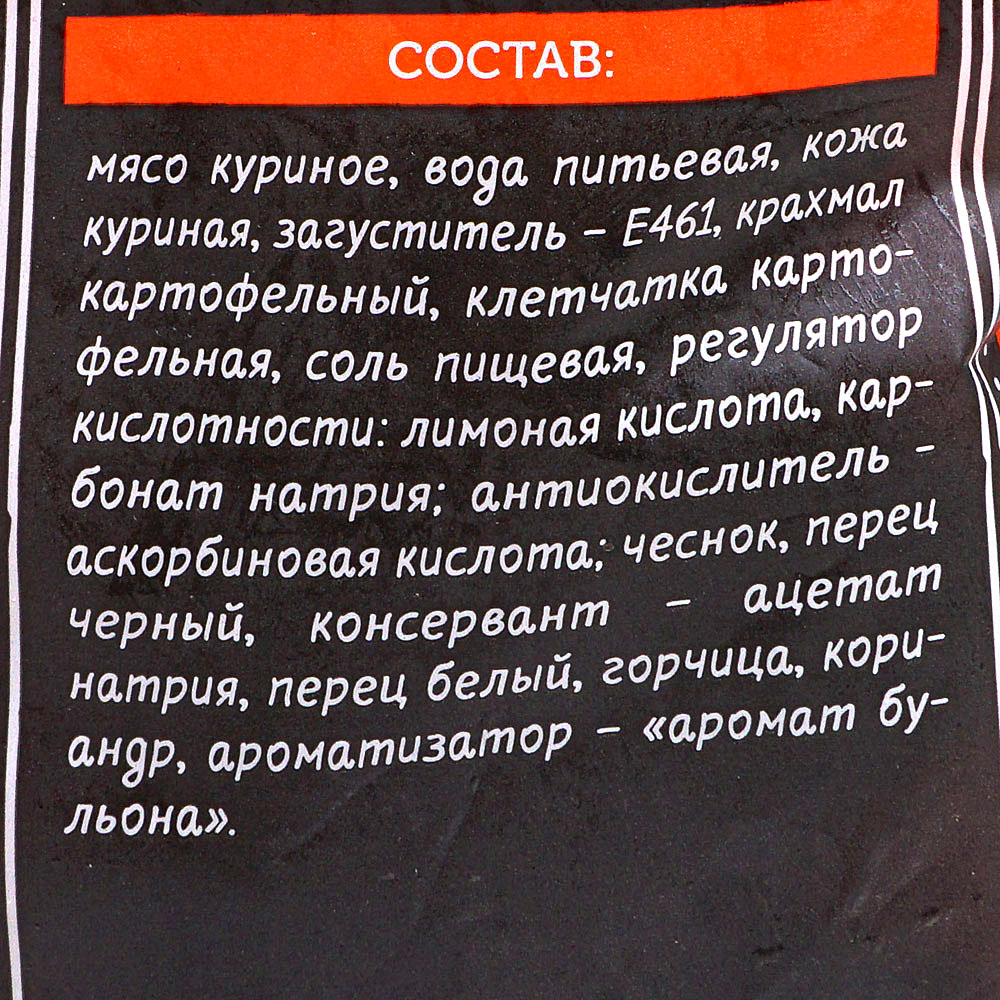 СОСТАВ:
мясо куриное, вода питьевая, кожа
куриная, загуститель – Е461, крахмал
картофельный, клетчатка карто-
фельная, соль пищевая, регулятор
кислотности: лимоная кислота, кар-
бонат натрия; антиокислитель –
аскорбиновая кислота; чеснок, перец
черный, консервант – ацетат
натрия, перец белый, горчица, кори-
андр, ароматизатор – «аромат бу-
льона».